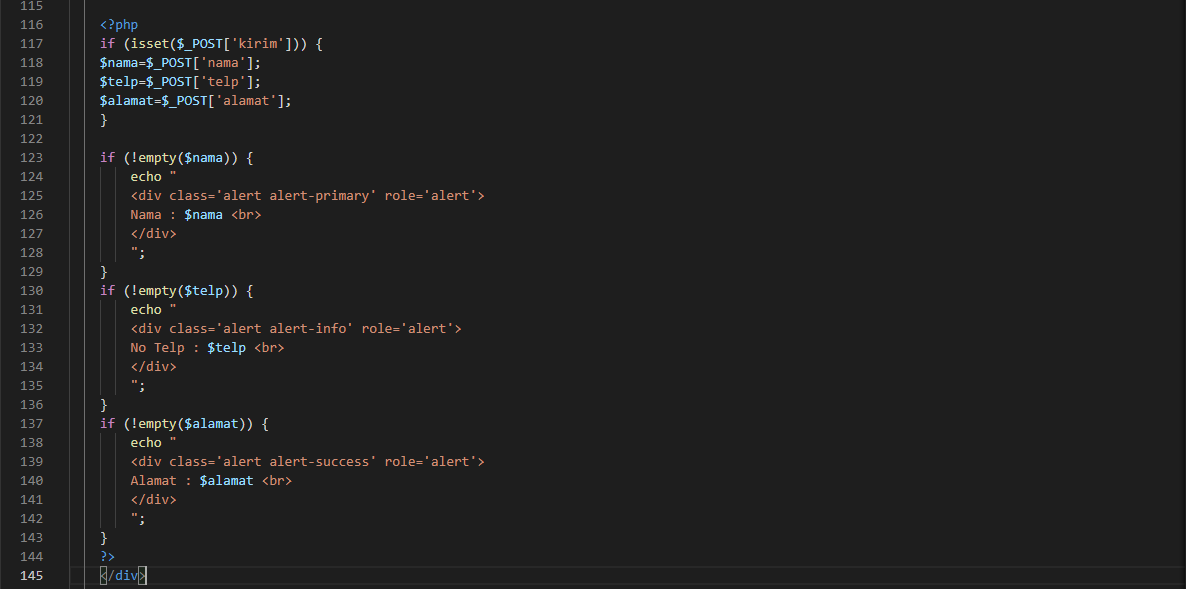 115
116 <?php
117 if (isset($_POST['kirim'])) {
118 $nama=$_POST['nama'];
119 $telp=$_POST['telp'];
120 $alamat=$_POST['alamat'];
121 }
122
123 if (!empty($nama)) {
124 echo "
125 <div class='alert alert-primary' role='alert'>
126 Nama : $nama <br>
127 </div>
128 ";
129 }
130 if (!empty($telp)) {
131 echo "
132 <div class='alert alert-info' role='alert'>
133 No Telp : $telp <br>
134 </div>
135 ";
136 }
137 if (!empty($alamat)) {
138 echo "
139 <div class='alert alert-success' role='alert'>
140 Alamat : $alamat <br>
141 </div>
142 ";
143 }
144 ?>
145 </div>